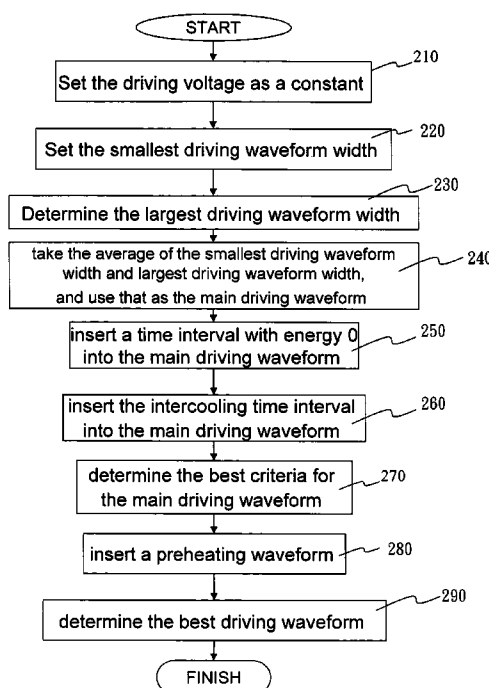 START
210
Set the driving voltage as a constant
220
Set the smallest driving waveform width
230
Determine the largest driving waveform width
take the average of the smallest driving waveform
width and largest driving waveform width,
and use that as the main driving waveform
240
insert a time interval with energy 0
into the main driving waveform
250
insert the intercooling time interval
into the main driving waveform
260
determine the best criteria for
the main driving waveform
270
insert a preheating waveform
280
determine the best driving waveform
290
FINISH